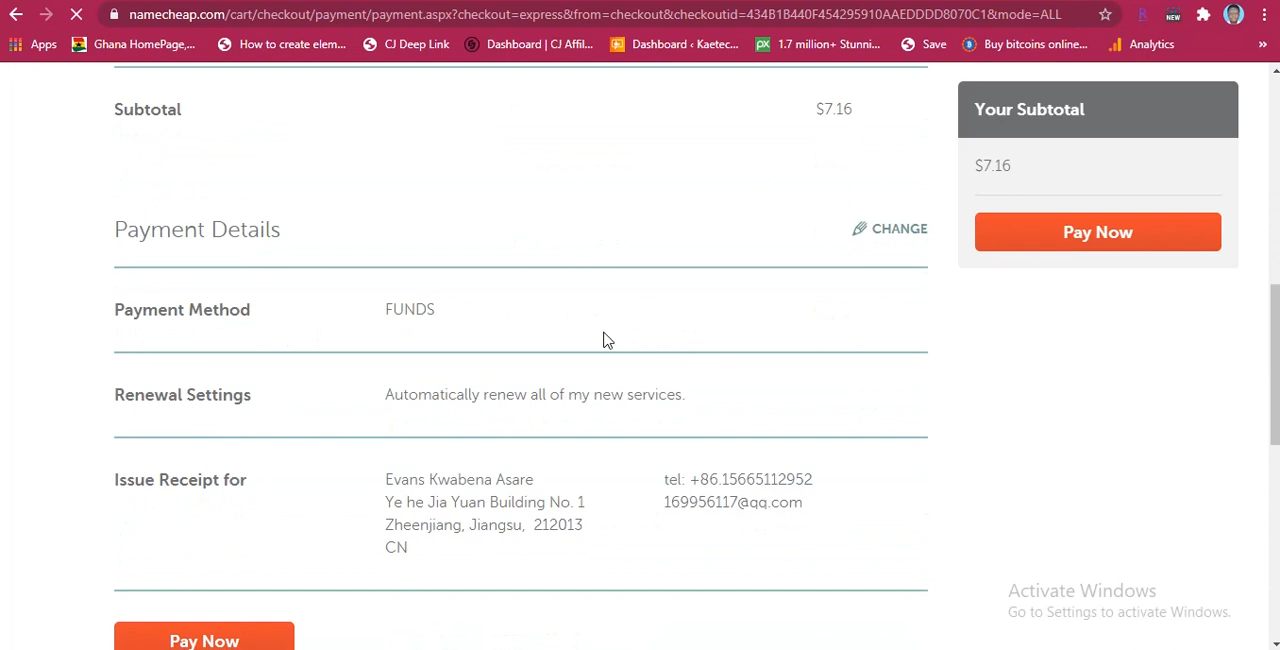 namecheap.com/cart/checkout/payment/payment.aspx?checkout=express&from=checkout&checkoutid=434B1B440F454295910AAEDDDD8070C1&mode=ALL
NEW
Apps Ghana HomePage,... How to create elem... CJ Deep Link Dashboard | CJ Affil... Dashboard ‹ Kaetec... px 1.7 million+ Stunni... Save Buy bitcoins online... Analytics »
Subtotal $7.16
Your Subtotal
$7.16
Pay Now
Payment Details CHANGE
Payment Method FUNDS
Renewal Settings Automatically renew all of my new services.
Issue Receipt for Evans Kwabena Asare tel: +86.15665112952
Ye he Jia Yuan Building No. 1 169956117@qq.com
Zheenjiang, Jiangsu, 212013
CN
Pay Now
Activate Windows
Go to Settings to activate Windows.